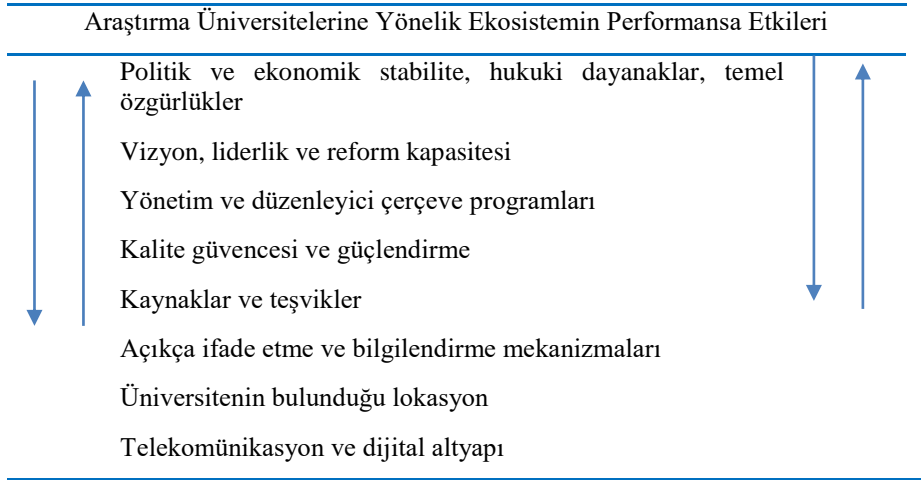 Araştırma Üniversitelerine Yönelik Ekosistemin Performansa Etkileri
Politik ve ekonomik stabilite, hukuki dayanaklar, temel
özgürlükler
Vizyon, liderlik ve reform kapasitesi
Yönetim ve düzenleyici çerçeve programları
Kalite güvencesi ve güçlendirme
Kaynaklar ve teşvikler
Açıkça ifade etme ve bilgilendirme mekanizmaları
Üniversitenin bulunduğu lokasyon
Telekomünikasyon ve dijital altyapı